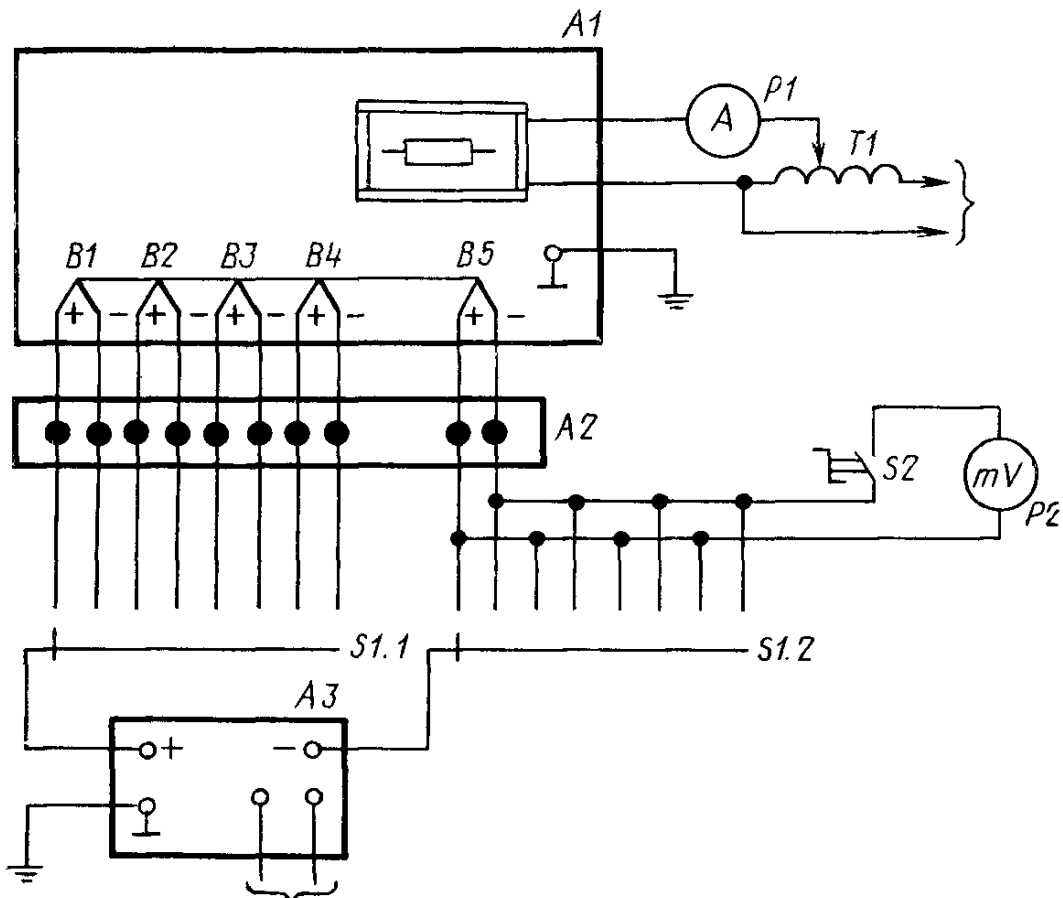 A1
P1
A
T1
B1 B2 B3 B4 B5
+ - + - + - + - + -
A2
S2
mV
P2
S1.1
S1.2
A3
+ -